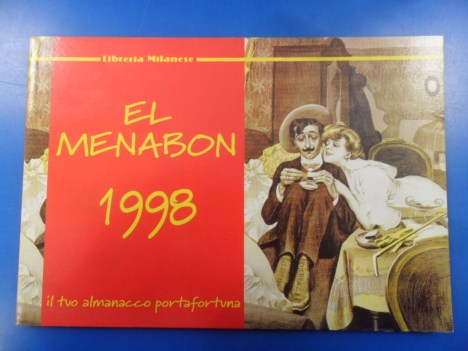 Libreria Milanese
EL
MENABON
1998
il tuo almanacco portafortuna